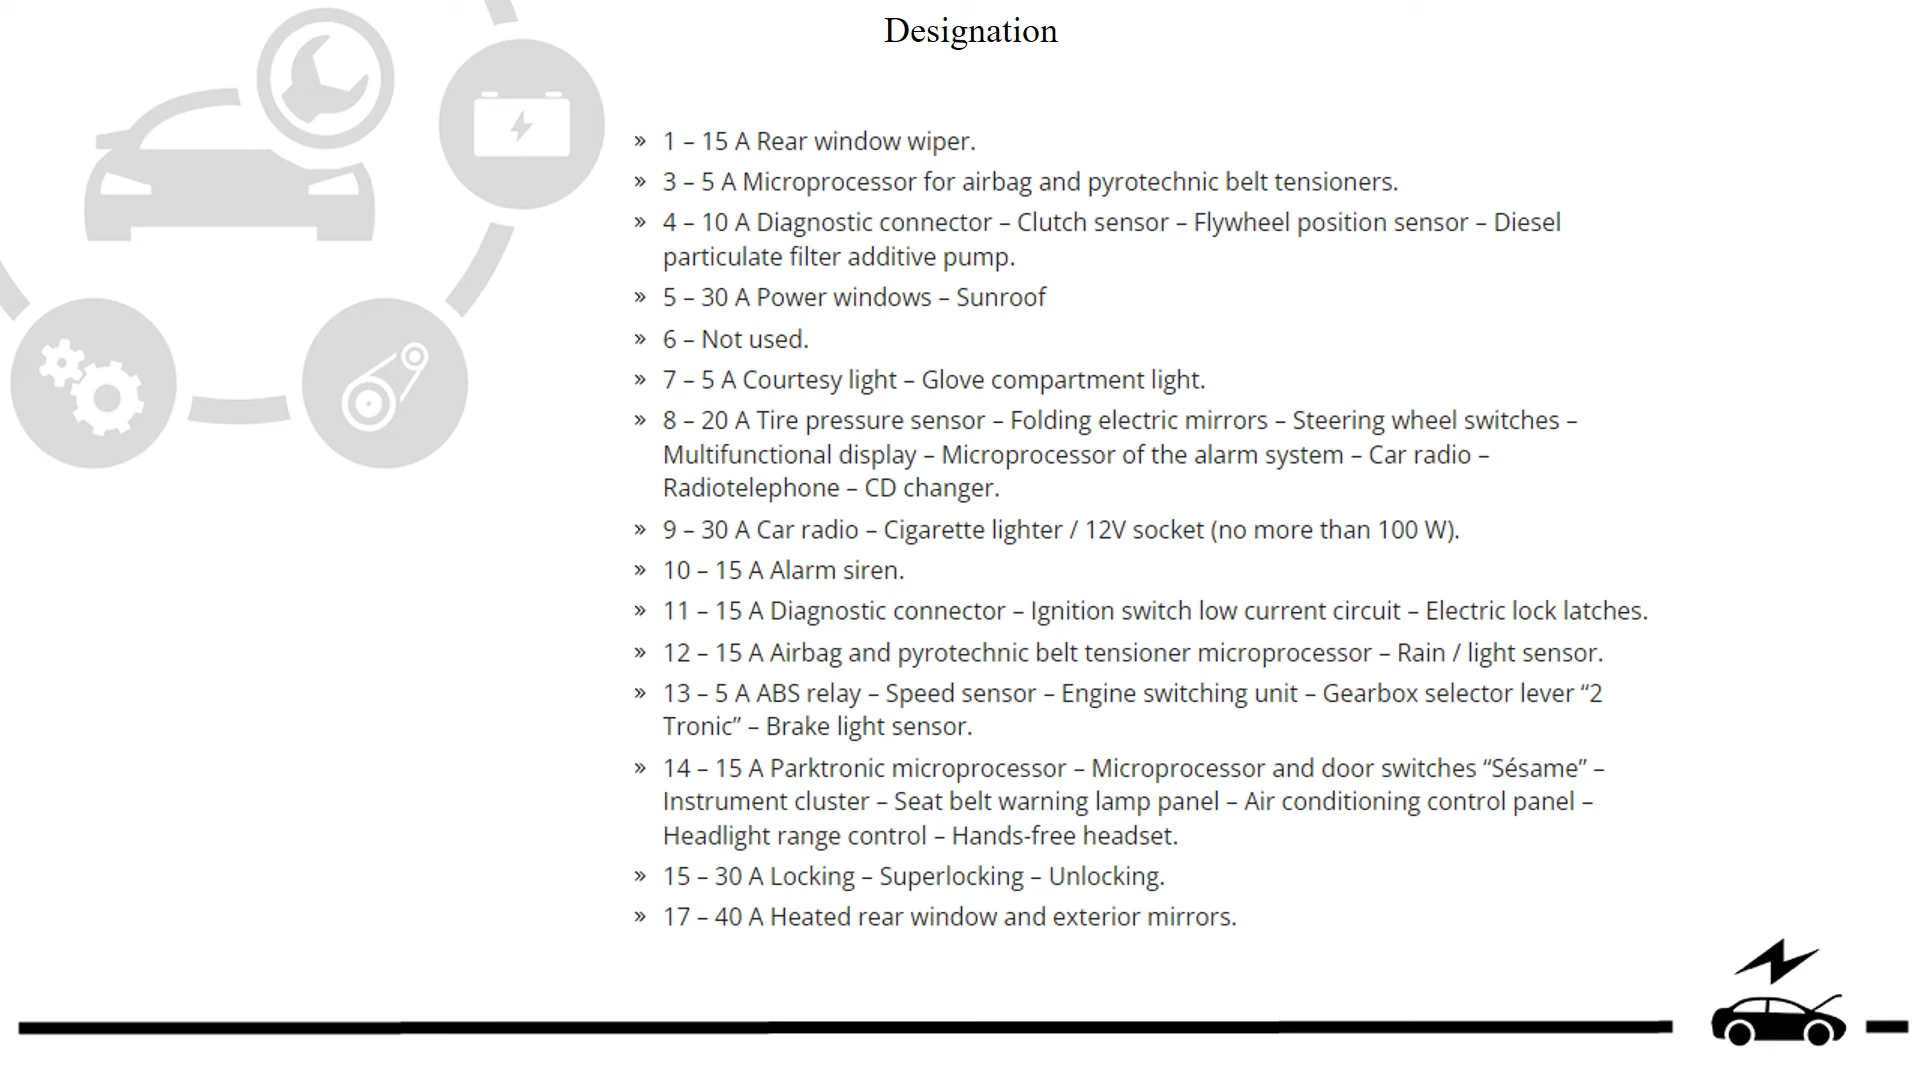 Designation
» 1 – 15 A Rear window wiper.
» 3 – 5 A Microprocessor for airbag and pyrotechnic belt tensioners.
» 4 – 10 A Diagnostic connector – Clutch sensor – Flywheel position sensor – Diesel
particulate filter additive pump.
» 5 – 30 A Power windows – Sunroof
» 6 – Not used.
» 7 – 5 A Courtesy light – Glove compartment light.
» 8 – 20 A Tire pressure sensor – Folding electric mirrors – Steering wheel switches –
Multifunctional display – Microprocessor of the alarm system – Car radio –
Radiotelephone – CD changer.
» 9 – 30 A Car radio – Cigarette lighter / 12V socket (no more than 100 W).
» 10 – 15 A Alarm siren.
» 11 – 15 A Diagnostic connector – Ignition switch low current circuit – Electric lock latches.
» 12 – 15 A Airbag and pyrotechnic belt tensioner microprocessor – Rain / light sensor.
» 13 – 5 A ABS relay – Speed sensor – Engine switching unit – Gearbox selector lever “2
Tronic” – Brake light sensor.
» 14 – 15 A Parktronic microprocessor – Microprocessor and door switches “Sésame” –
Instrument cluster – Seat belt warning lamp panel – Air conditioning control panel –
Headlight range control – Hands-free headset.
» 15 – 30 A Locking – Superlocking – Unlocking.
» 17 – 40 A Heated rear window and exterior mirrors.